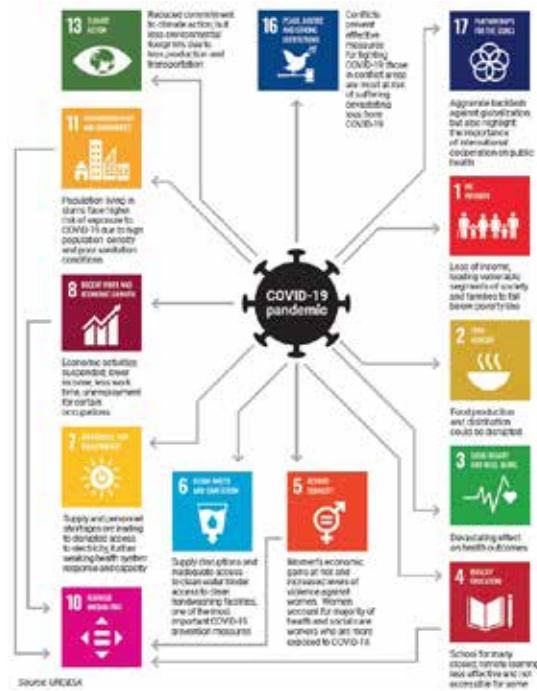 13 CLIMATE
ACTION
Reduced commitment
to climate action; but
less environmental
footprints due to
less production and
transportation
16 PEACE, JUSTICE
AND STRONG
INSTITUTIONS
Conflicts
prevent
effective
measures
for fighting
COVID-19; those
in conflict areas
are most at risk
of suffering
devastating
loss from
COVID-19
17 PARTNERSHIPS
FOR THE GOALS
Aggravate backlash
against globalization;
but also highlight
the importance
of international
cooperation on public
health
11
Population living in
slums face higher
risk of exposure to
COVID-19 due to high
population density
and poor sanitation
conditions
1 NO
POVERTY
Loss of income,
leading vulnerable
segments of society
and families to fall
below poverty line
8 DECENT WORK AND
ECONOMIC GROWTH
Economic activities
suspended; lower
income, less work
time, unemployment
for certain
occupations
COVID-19
pandemic
2 ZERO
HUNGER
Food production
and distribution
could be disrupted
7
Supply and personnel
shortages are leading
to disrupted access
to electricity, further
weakening health system
response and capacity
6 CLEAN WATER
AND SANITATION
Supply disruptions and
inadequate access
to clean water hinder
access to clean
handwashing facilities,
one of the most
important COVID-19
prevention measures
5 GENDER
EQUALITY
Women's economic
gains at risk and
increased levels of
violence against
women. Women
account for majority of
health and social care
workers who are more
exposed to COVID-19
3 GOOD HEALTH
AND WELL-BEING
Devastating effect
on health outcomes
4 QUALITY
EDUCATION
School for many
closed; remote learning
less effective and not
accessible for some
10 REDUCED
INEQUALITIES
Source: UNDESA